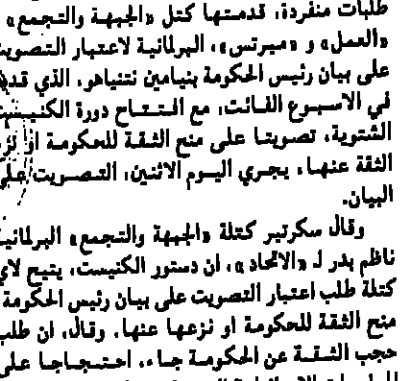 طلبات منفردة، قدمتها كتل «الجبهة والتجمع»
«العمل» و «ميرتس»، البرلمانية لاعتبار التصويت
على بيان رئيس الحكومة بنيامين نتنياهو، الذي قدمه
في الاسبوع الفائت، مع افتتاح دورة الكنيست
الشتوية، تصويتا على منح الثقة للحكومة او نزع
الثقة عنها. يجري اليوم الاثنين، التصويت على
البيان.
وقال سكرتير كتلة «الجبهة والتجمع» البرلمانية
ناظم بدر لـ «الاتحاد»، ان دستور الكنيست، يتيح لاي
كتلة طلب اعتبار التصويت على بيان رئيس الحكومة
منح الثقة للحكومة او نزعها عنها. وقال، ان طلب
حجب الثقة عن الحكومة جاء، احتجاجا على